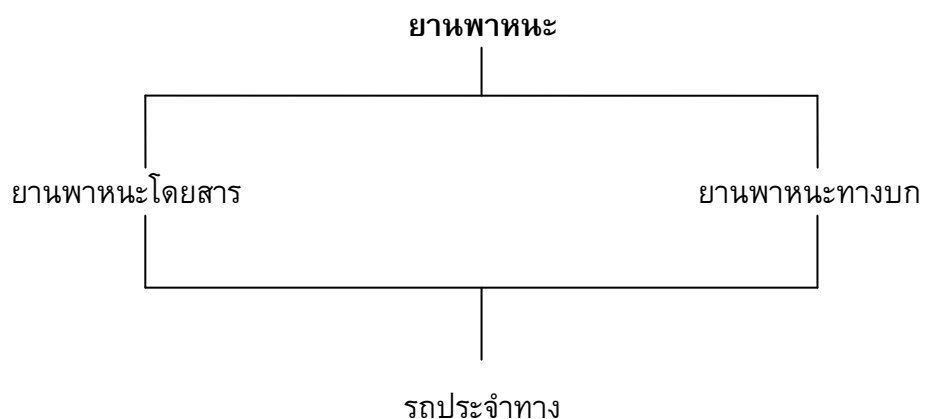 ยานพาหนะ
ยานพาหนะโดยสาร ยานพาหนะทางบก
รถประจำทาง